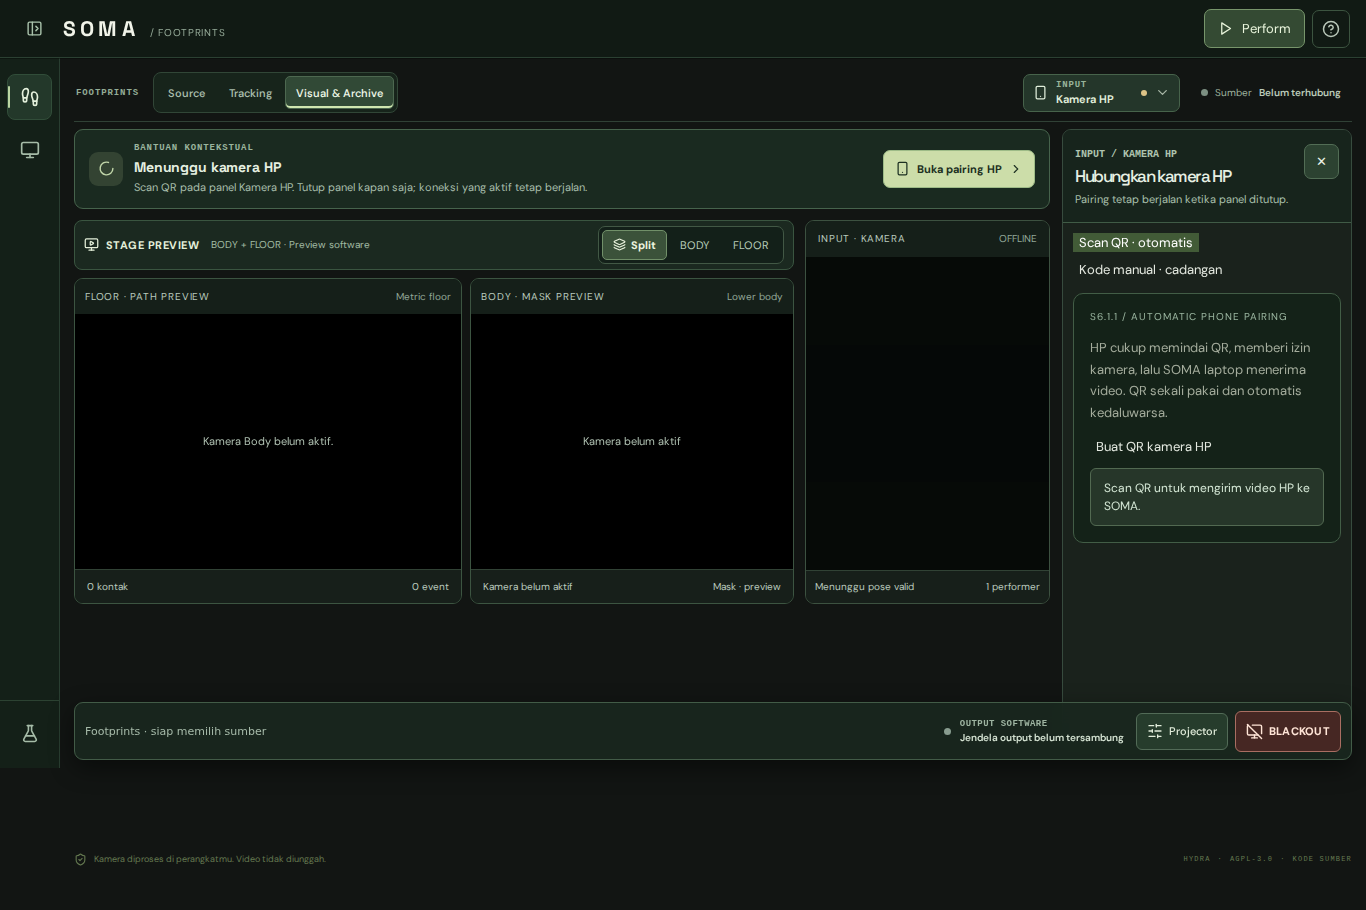 SOMA / FOOTPRINTS
Perform
FOOTPRINTS
Source
Tracking
Visual & Archive
INPUT
Kamera HP
Sumber Belum terhubung
BANTUAN KONTEKSTUAL
Menunggu kamera HP
Scan QR pada panel Kamera HP. Tutup panel kapan saja; koneksi yang aktif tetap berjalan.
Buka pairing HP
STAGE PREVIEW BODY + FLOOR · Preview software
Split
BODY
FLOOR
FLOOR · PATH PREVIEW Metric floor
Kamera Body belum aktif.
0 kontak 0 event
BODY · MASK PREVIEW Lower body
Kamera belum aktif
Kamera belum aktif Mask · preview
INPUT · KAMERA OFFLINE
Menunggu pose valid 1 performer
INPUT / KAMERA HP
Hubungkan kamera HP
Pairing tetap berjalan ketika panel ditutup.
Scan QR · otomatis
Kode manual · cadangan
S6.1.1 / AUTOMATIC PHONE PAIRING
HP cukup memindai QR, memberi izin
kamera, lalu SOMA laptop menerima
video. QR sekali pakai dan otomatis
kedaluwarsa.
Buat QR kamera HP
Scan QR untuk mengirim video HP ke
SOMA.
Footprints · siap memilih sumber
OUTPUT SOFTWARE
Jendela output belum tersambung
Projector
BLACKOUT
Kamera diproses di perangkatmu. Video tidak diunggah.
HYDRA · AGPL-3.0 · KODE SUMBER